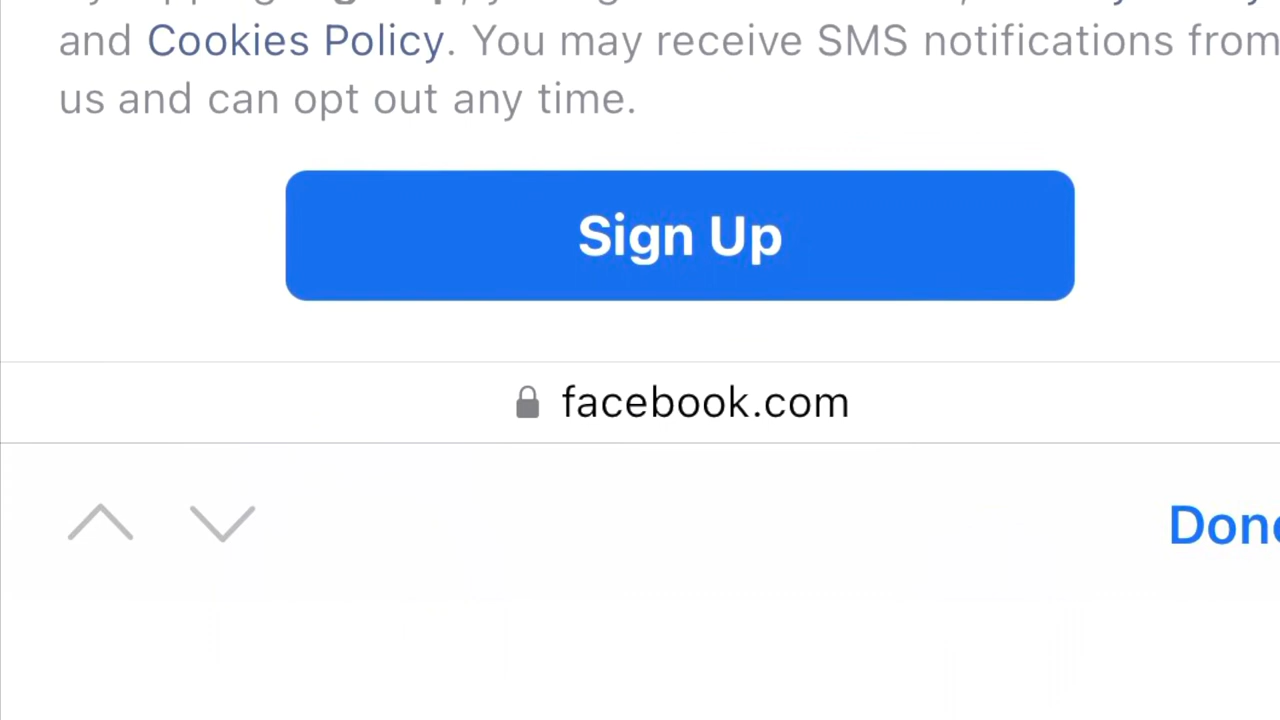 and Cookies Policy. You may receive SMS notifications from
us and can opt out any time.
Sign Up
facebook.com
Done